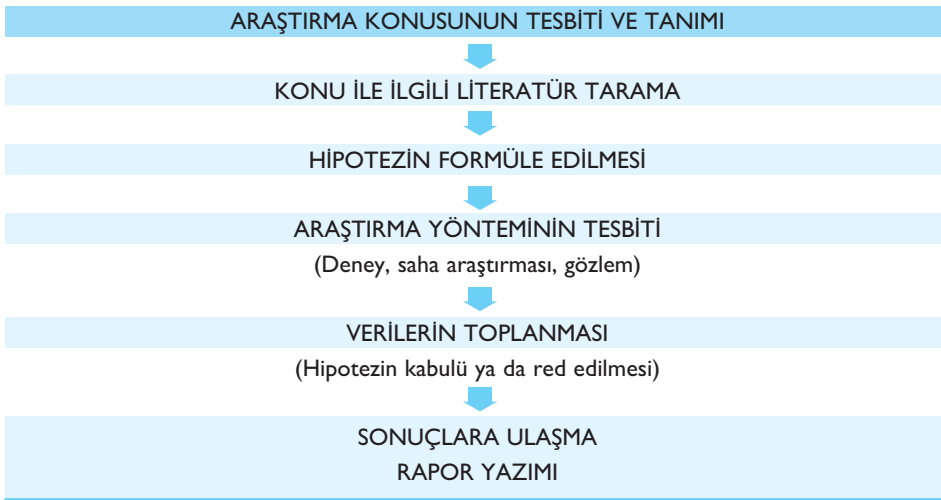 ARAŞTIRMA KONUSUNUN TESBİTİ VE TANIMI
KONU İLE İLGİLİ LİTERATÜR TARAMA
HİPOTEZİN FORMÜLE EDİLMESİ
ARAŞTIRMA YÖNTEMİNİN TESBİTİ
(Deney, saha araştırması, gözlem)
VERİLERİN TOPLANMASI
(Hipotezin kabulü ya da red edilmesi)
SONUÇLARA ULAŞMA
RAPOR YAZIMI